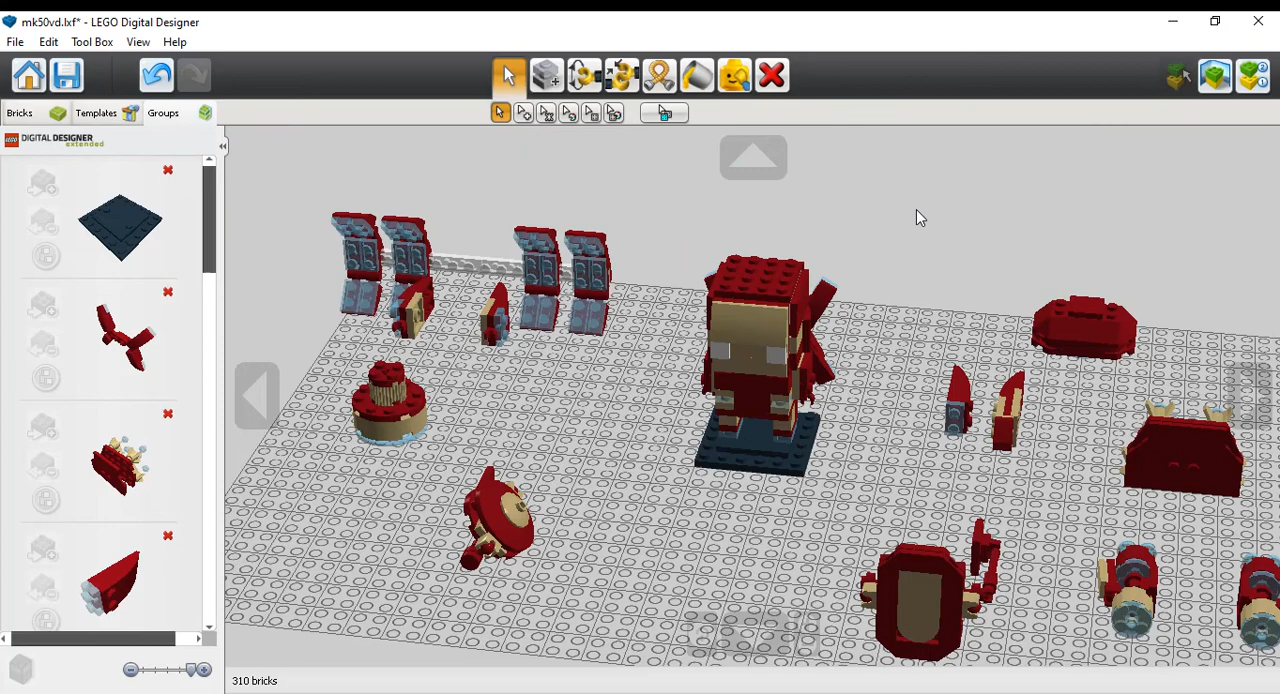 mk50vd.lxf* - LEGO Digital Designer
File Edit Tool Box View Help
Bricks Templates Groups
LEGO DIGITAL DESIGNER
extended
310 bricks